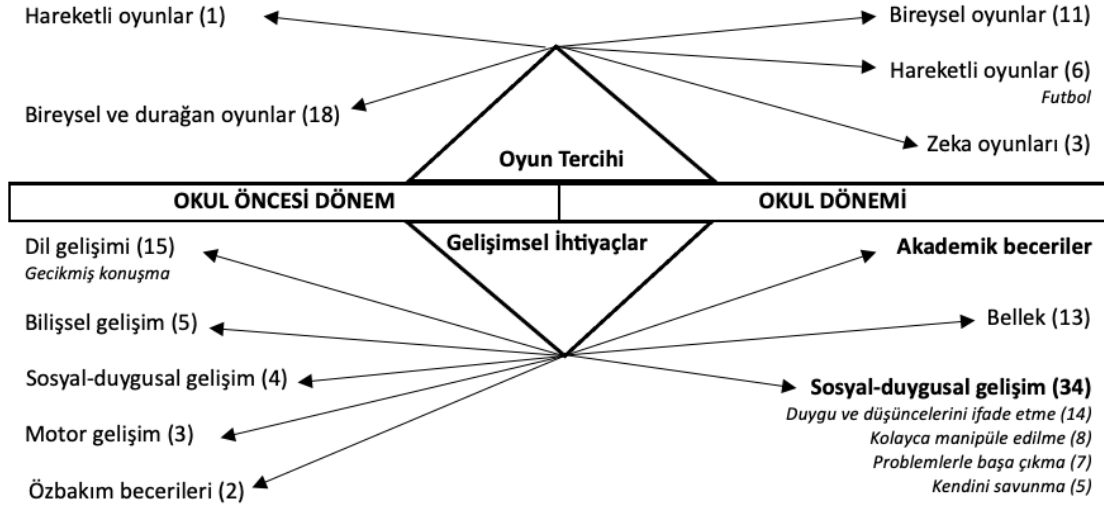 Hareketli oyunlar (1)
Bireysel ve durağan oyunlar (18)
Bireysel oyunlar (11)
Hareketli oyunlar (6)
Futbol
Zeka oyunları (3)
Oyun Tercihi
OKUL ÖNCESİ DÖNEM
OKUL DÖNEMİ
Gelişimsel İhtiyaçlar
Dil gelişimi (15)
Gecikmiş konuşma
Bilişsel gelişim (5)
Sosyal-duygusal gelişim (4)
Motor gelişim (3)
Özbakım becerileri (2)
Akademik beceriler
Bellek (13)
Sosyal-duygusal gelişim (34)
Duygu ve düşüncelerini ifade etme (14)
Kolayca manipüle edilme (8)
Problemlerle başa çıkma (7)
Kendini savunma (5)